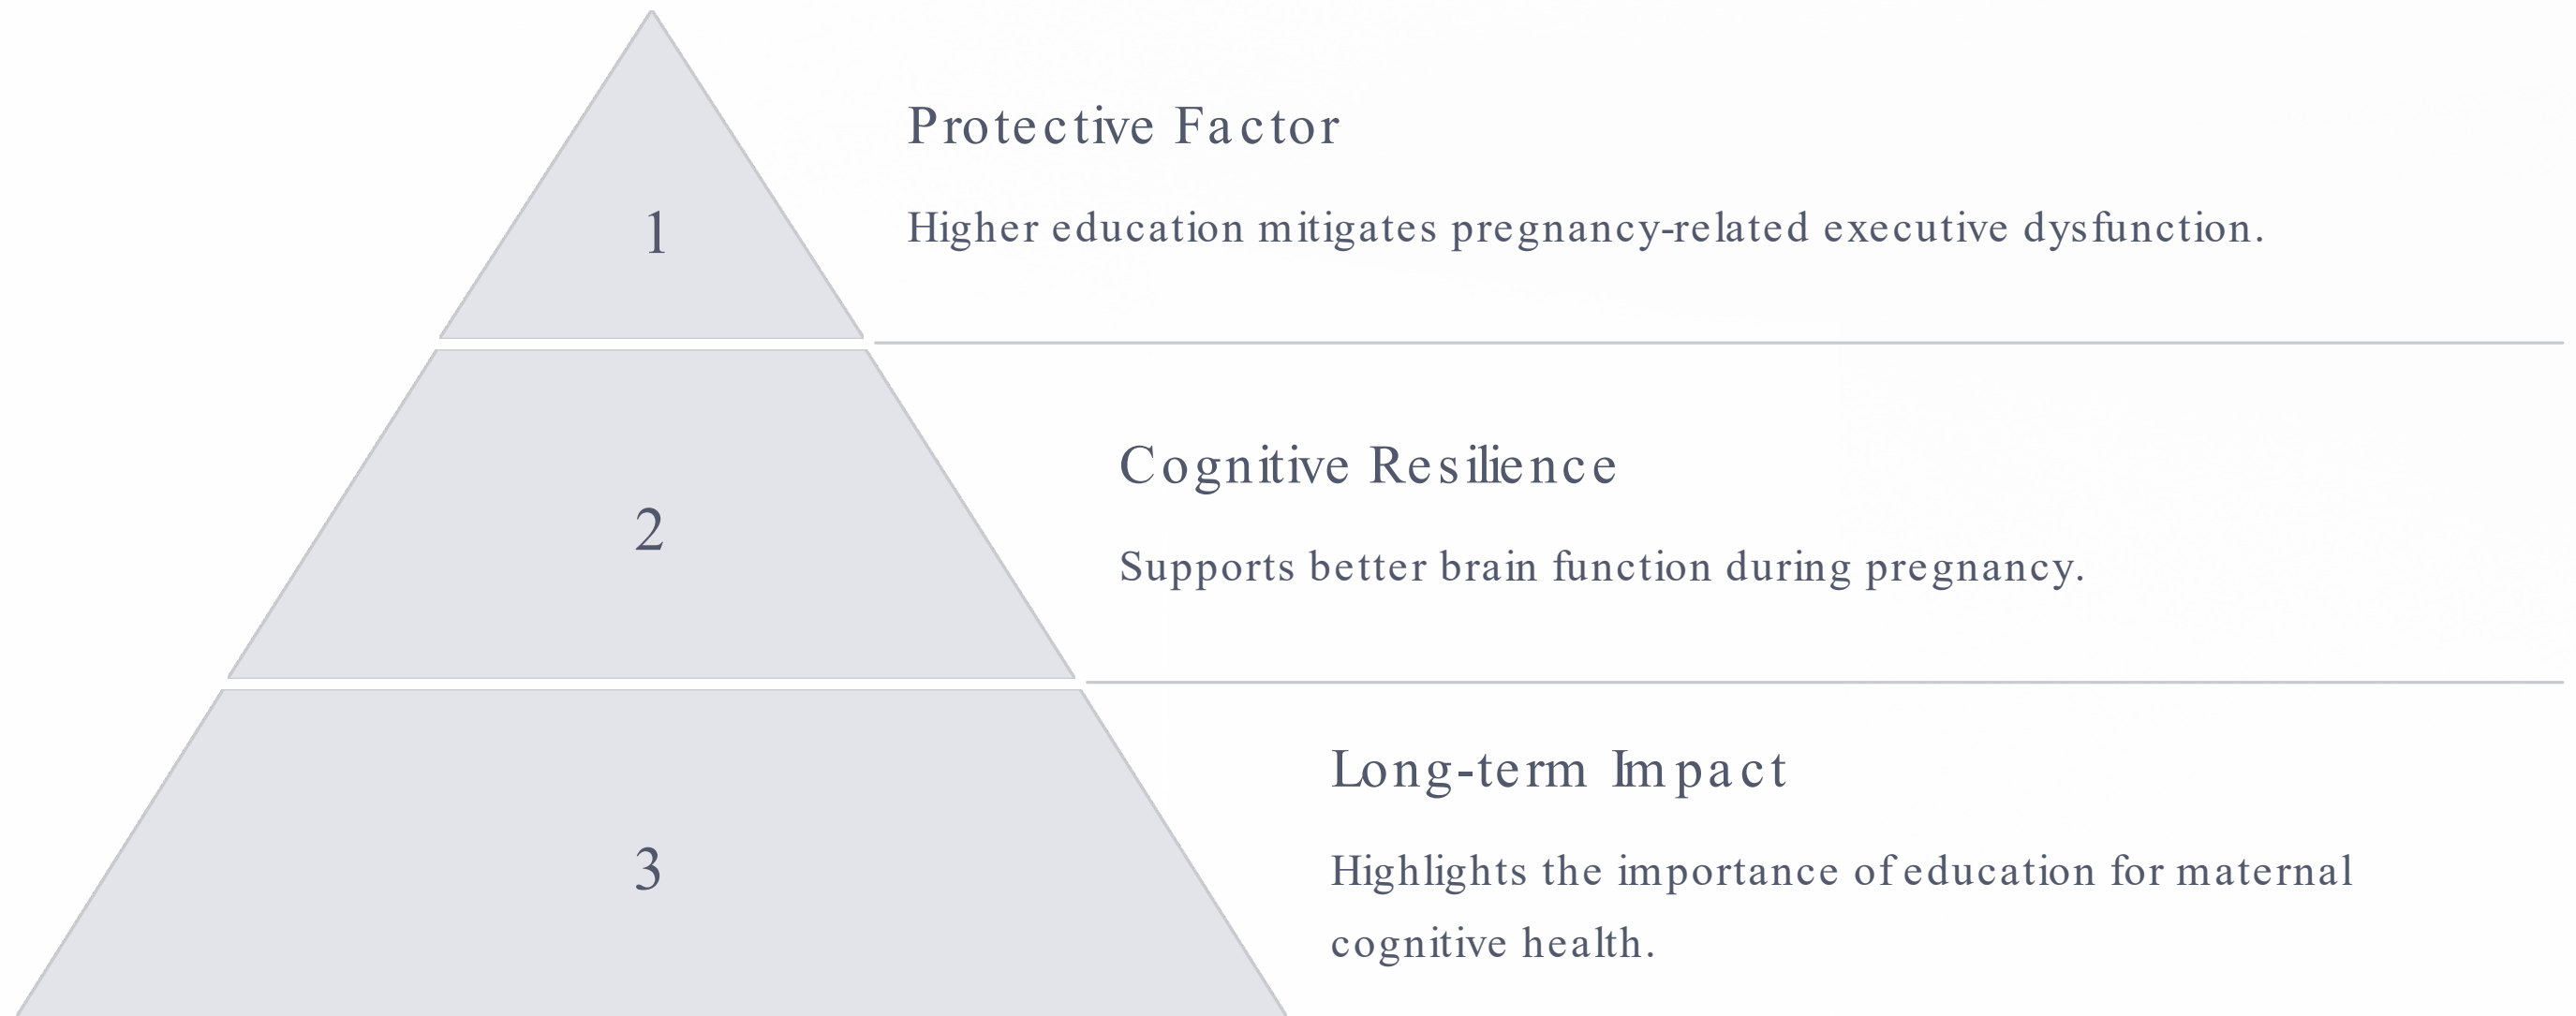 Protective Factor
1
Higher education mitigates pregnancy-related executive dysfunction.
Cognitive Resilience
2
Supports better brain function during pregnancy.
Long-term Impact
3
Highlights the importance of education for maternal
cognitive health.